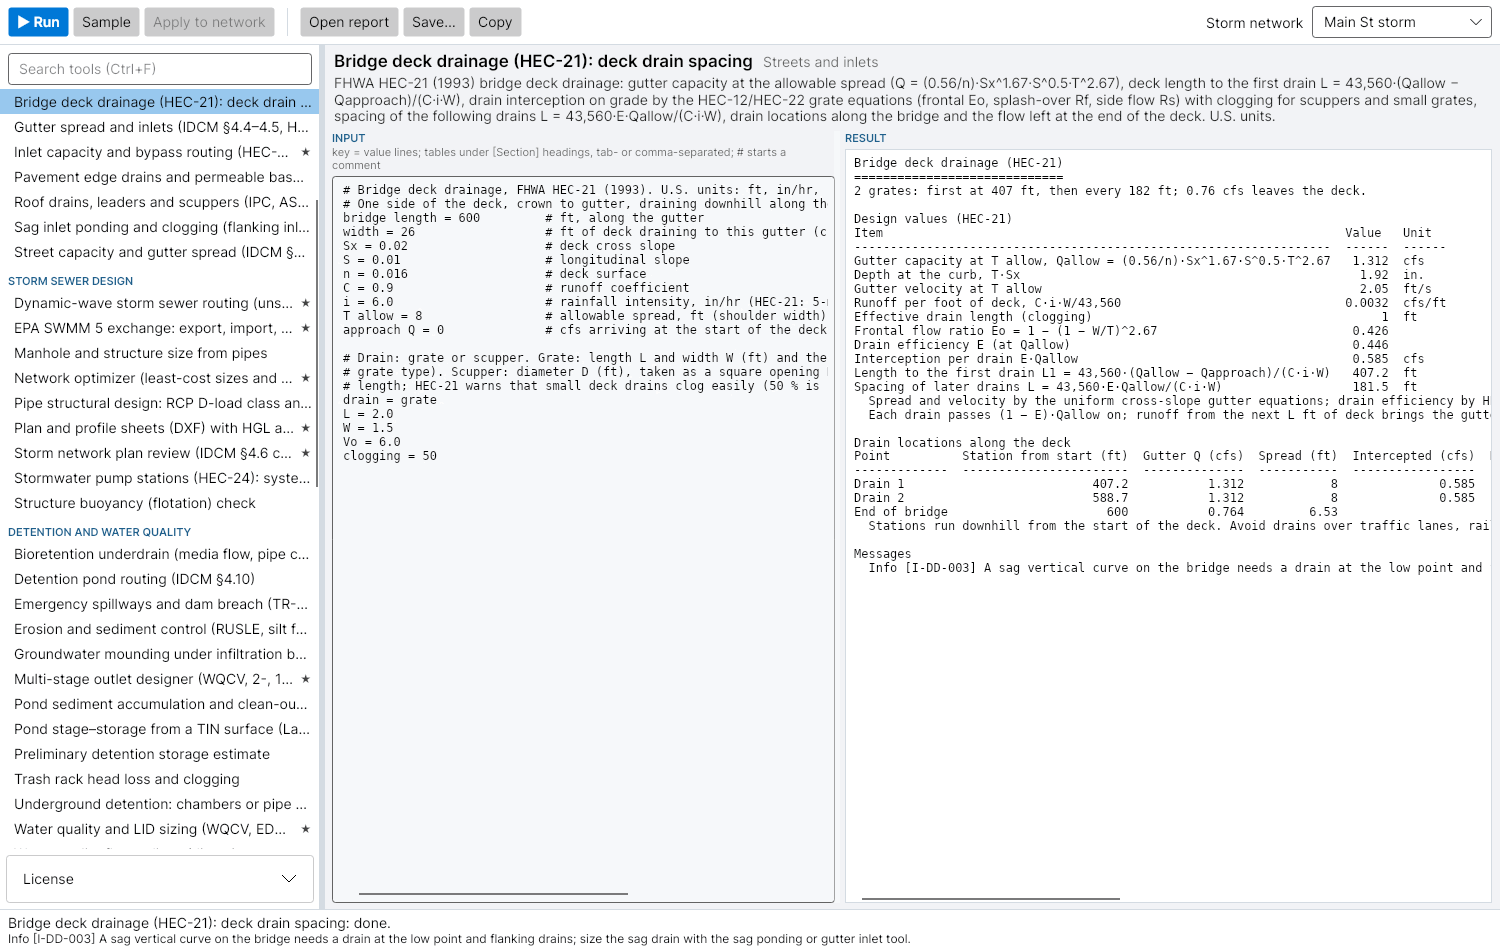 Run
Sample
Apply to network
Open report
Save...
Copy
Storm network
Main St storm
Search tools (Ctrl+F)
Bridge deck drainage (HEC-21): deck drain ...
Gutter spread and inlets (IDCM §4.4–4.5, H...
Inlet capacity and bypass routing (HEC-... ★
Pavement edge drains and permeable bas...
Roof drains, leaders and scuppers (IPC, AS...
Sag inlet ponding and clogging (flanking inl...
Street capacity and gutter spread (IDCM §...
STORM SEWER DESIGN
Dynamic-wave storm sewer routing (uns... ★
EPA SWMM 5 exchange: export, import, ... ★
Manhole and structure size from pipes
Network optimizer (least-cost sizes and ... ★
Pipe structural design: RCP D-load class an...
Plan and profile sheets (DXF) with HGL a... ★
Storm network plan review (IDCM §4.6 c... ★
Stormwater pump stations (HEC-24): syste...
Structure buoyancy (flotation) check
DETENTION AND WATER QUALITY
Bioretention underdrain (media flow, pipe c...
Detention pond routing (IDCM §4.10)
Emergency spillways and dam breach (TR-...
Erosion and sediment control (RUSLE, silt f...
Groundwater mounding under infiltration b...
Multi-stage outlet designer (WQCV, 2-, 1... ★
Pond sediment accumulation and clean-ou...
Pond stage–storage from a TIN surface (La...
Preliminary detention storage estimate
Trash rack head loss and clogging
Underground detention: chambers or pipe ...
Water quality and LID sizing (WQCV, ED... ★
License
Bridge deck drainage (HEC-21): deck drain spacing Streets and inlets
FHWA HEC-21 (1993) bridge deck drainage: gutter capacity at the allowable spread (Q = (0.56/n)·Sx^1.67·S^0.5·T^2.67), deck length to the first drain L = 43,560·(Qallow −
Qapproach)/(C·i·W), drain interception on grade by the HEC-12/HEC-22 grate equations (frontal Eo, splash-over Rf, side flow Rs) with clogging for scuppers and small grates,
spacing of the following drains L = 43,560·E·Qallow/(C·i·W), drain locations along the bridge and the flow left at the end of the deck. U.S. units.
INPUT
key = value lines; tables under [Section] headings, tab- or comma-separated; # starts a
comment
# Bridge deck drainage, FHWA HEC-21 (1993). U.S. units: ft, in/hr,
# One side of the deck, crown to gutter, draining downhill along th
bridge length = 600 # ft, along the gutter
width = 26 # ft of deck draining to this gutter (c
Sx = 0.02 # deck cross slope
S = 0.01 # longitudinal slope
n = 0.016 # deck surface
C = 0.9 # runoff coefficient
i = 6.0 # rainfall intensity, in/hr (HEC-21: 5-
T allow = 8 # allowable spread, ft (shoulder width)
approach Q = 0 # cfs arriving at the start of the deck
# Drain: grate or scupper. Grate: length L and width W (ft) and the
# grate type). Scupper: diameter D (ft), taken as a square opening
# length; HEC-21 warns that small deck drains clog easily (50 % is
drain = grate
L = 2.0
W = 1.5
Vo = 6.0
clogging = 50
RESULT
Bridge deck drainage (HEC-21)
=============================
2 grates: first at 407 ft, then every 182 ft; 0.76 cfs leaves the deck.
Design values (HEC-21)
Item Value Unit
------------------------------------------------------------------ ------ ------
Gutter capacity at T allow, Qallow = (0.56/n)·Sx^1.67·S^0.5·T^2.67 1.312 cfs
Depth at the curb, T·Sx 1.92 in.
Gutter velocity at T allow 2.05 ft/s
Runoff per foot of deck, C·i·W/43,560 0.0032 cfs/ft
Effective drain length (clogging) 1 ft
Frontal flow ratio Eo = 1 − (1 − W/T)^2.67 0.426
Drain efficiency E (at Qallow) 0.446
Interception per drain E·Qallow 0.585 cfs
Length to the first drain L1 = 43,560·(Qallow − Qapproach)/(C·i·W) 407.2 ft
Spacing of later drains L = 43,560·E·Qallow/(C·i·W) 181.5 ft
Spread and velocity by the uniform cross-slope gutter equations; drain efficiency by H
Each drain passes (1 − E)·Qallow on; runoff from the next L ft of deck brings the gutt
Drain locations along the deck
Point Station from start (ft) Gutter Q (cfs) Spread (ft) Intercepted (cfs)
------------- ----------------------- -------------- ----------- -----------------
Drain 1 407.2 1.312 8 0.585
Drain 2 588.7 1.312 8 0.585
End of bridge 600 0.764 6.53
Stations run downhill from the start of the deck. Avoid drains over traffic lanes, rai
Messages
Info [I-DD-003] A sag vertical curve on the bridge needs a drain at the low point and
Bridge deck drainage (HEC-21): deck drain spacing: done.
Info [I-DD-003] A sag vertical curve on the bridge needs a drain at the low point and flanking drains; size the sag drain with the sag ponding or gutter inlet tool.